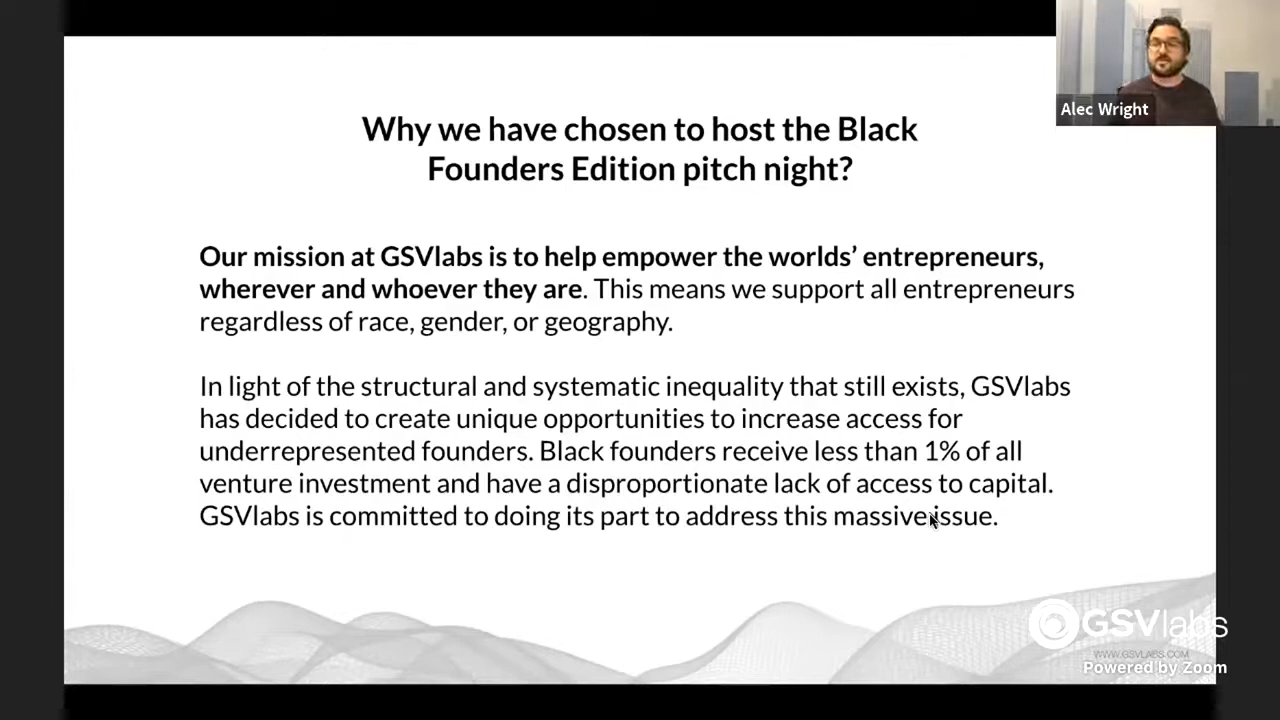 Alec Wright
Why we have chosen to host the Black
Founders Edition pitch night?
Our mission at GSVlabs is to help empower the worlds’ entrepreneurs,
wherever and whoever they are. This means we support all entrepreneurs
regardless of race, gender, or geography.
In light of the structural and systematic inequality that still exists, GSVlabs
has decided to create unique opportunities to increase access for
underrepresented founders. Black founders receive less than 1% of all
venture investment and have a disproportionate lack of access to capital.
GSVlabs is committed to doing its part to address this massive issue.
GSVlabs
WWW.GSVLABS.COM
Powered by Zoom